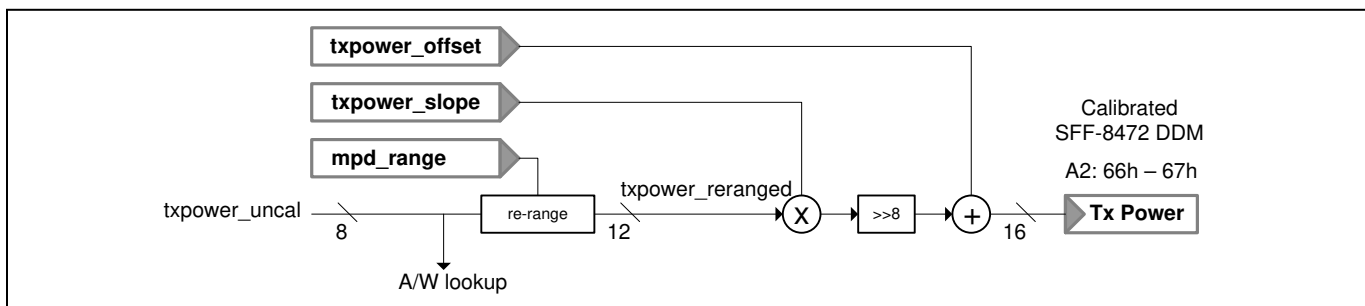 txpower_offset
txpower_slope
mpd_range
Calibrated
SFF-8472 DDM
A2: 66h – 67h
txpower_uncal
8
re-range
12
txpower_reranged
X
>>8
+
16
Tx Power
A/W lookup